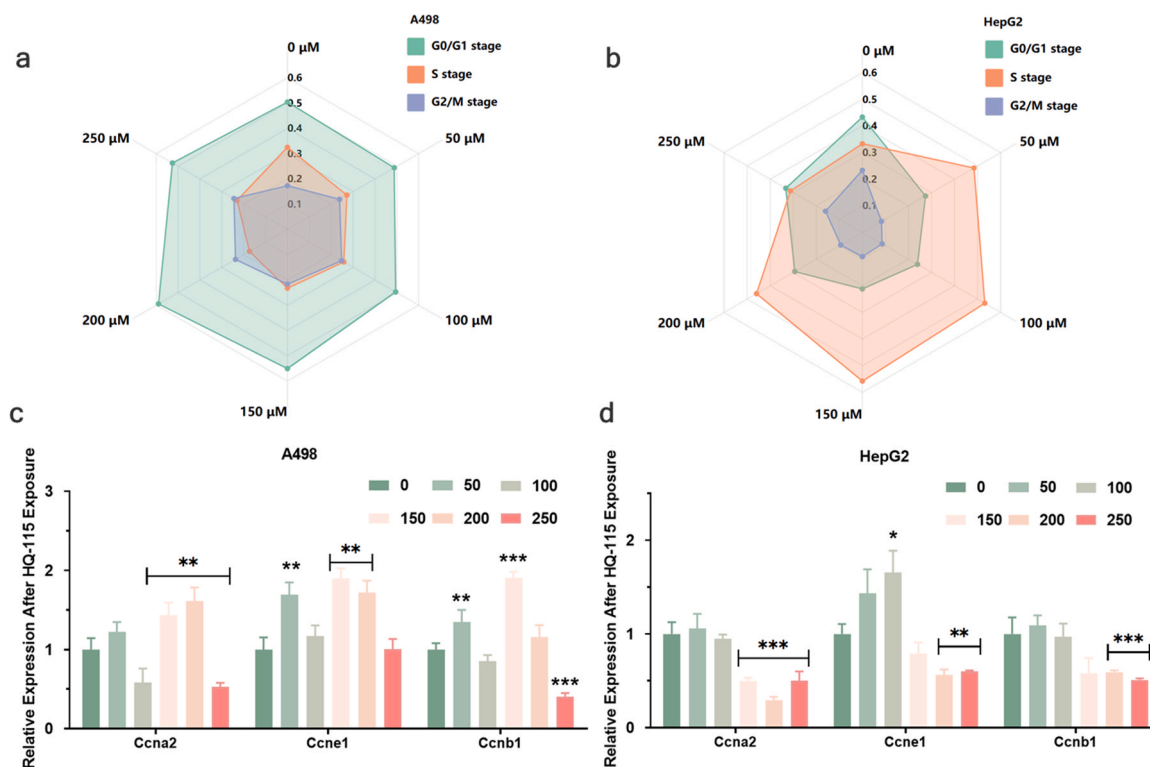 a
A498
G0/G1 stage
S stage
G2/M stage
0 μM
50 μM
100 μM
150 μM
200 μM
250 μM
0.6
0.5
0.4
0.3
0.2
0.1
b
HepG2
G0/G1 stage
S stage
G2/M stage
0 μM
50 μM
100 μM
150 μM
200 μM
250 μM
0.6
0.5
0.4
0.3
0.2
0.1
c
A498
Relative Expression After HQ-115 Exposure
3
2
1
0
0 50 100
150 200 250
**
**
**
**
***
***
Ccna2 Ccne1 Ccnb1
d
HepG2
Relative Expression After HQ-115 Exposure
2
1
0
0 50 100
150 200 250
***
*
**
***
Ccna2 Ccne1 Ccnb1